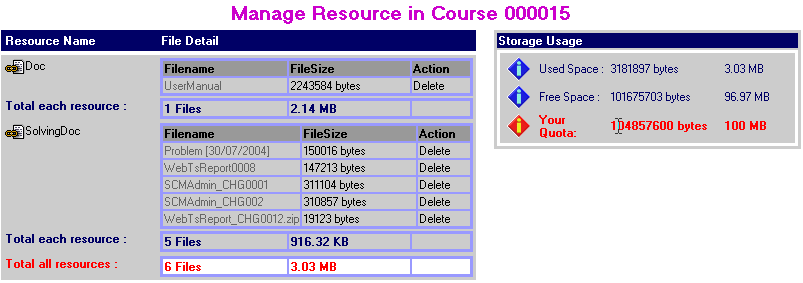 Manage Resource in Course 000015
Resource Name File Detail
Doc
Filename FileSize Action
UserManual 2243584 bytes Delete
Total each resource : 1 Files 2.14 MB
SolvingDoc
Filename FileSize Action
Problem [30/07/2004] 150016 bytes Delete
WebTsReport0008 147213 bytes Delete
SCMAdmin_CHG0001 311104 bytes Delete
SCMAdmin_CHG002 310857 bytes Delete
WebTsReport_CHG0012.zip 19123 bytes Delete
Total each resource : 5 Files 916.32 KB
Total all resources : 6 Files 3.03 MB
Storage Usage
Used Space : 3181897 bytes 3.03 MB
Free Space : 101675703 bytes 96.97 MB
Your
Quota: 104857600 bytes 100 MB